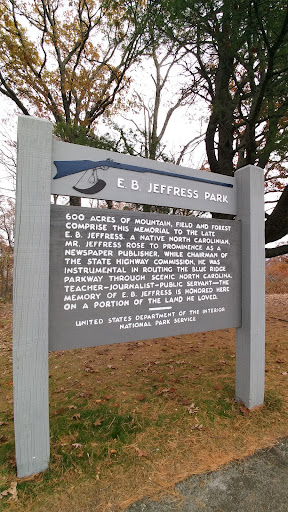 E. B. JEFFRESS PARK
600 ACRES OF MOUNTAIN, FIELD AND FOREST
COMPRISE THIS MEMORIAL TO THE LATE
E. B. JEFFRESS. A NATIVE NORTH CAROLINIAN,
MR. JEFFRESS ROSE TO PROMINENCE AS A
NEWSPAPER PUBLISHER. WHILE CHAIRMAN OF
THE STATE HIGHWAY COMMISSION, HE WAS
INSTRUMENTAL IN ROUTING THE BLUE RIDGE
PARKWAY THROUGH SCENIC NORTH CAROLINA.
TEACHER—JOURNALIST—PUBLIC SERVANT—THE
MEMORY OF E. B. JEFFRESS IS HONORED HERE
ON A PORTION OF THE LAND HE LOVED.
UNITED STATES DEPARTMENT OF THE INTERIOR
NATIONAL PARK SERVICE